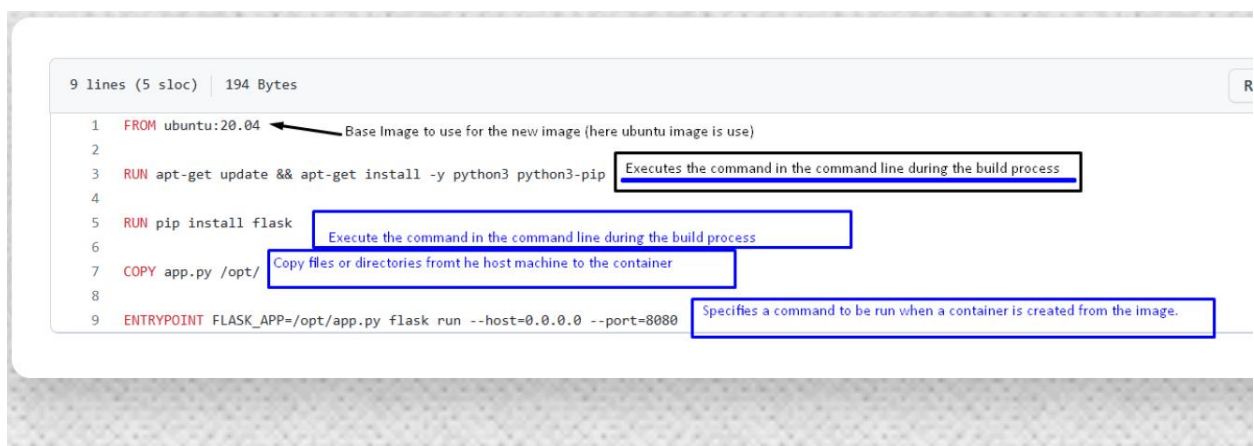 9 lines (5 sloc) 194 Bytes
R
1 FROM ubuntu:20.04 Base Image to use for the new image (here ubuntu image is use)
2
3 RUN apt-get update && apt-get install -y python3 python3-pip Executes the command in the command line during the build process
4
5 RUN pip install flask Execute the command in the command line during the build process
6
7 COPY app.py /opt/ Copy files or directories fromt he host machine to the container
8
9 ENTRYPOINT FLASK_APP=/opt/app.py flask run --host=0.0.0.0 --port=8080 Specifies a command to be run when a container is created from the image.